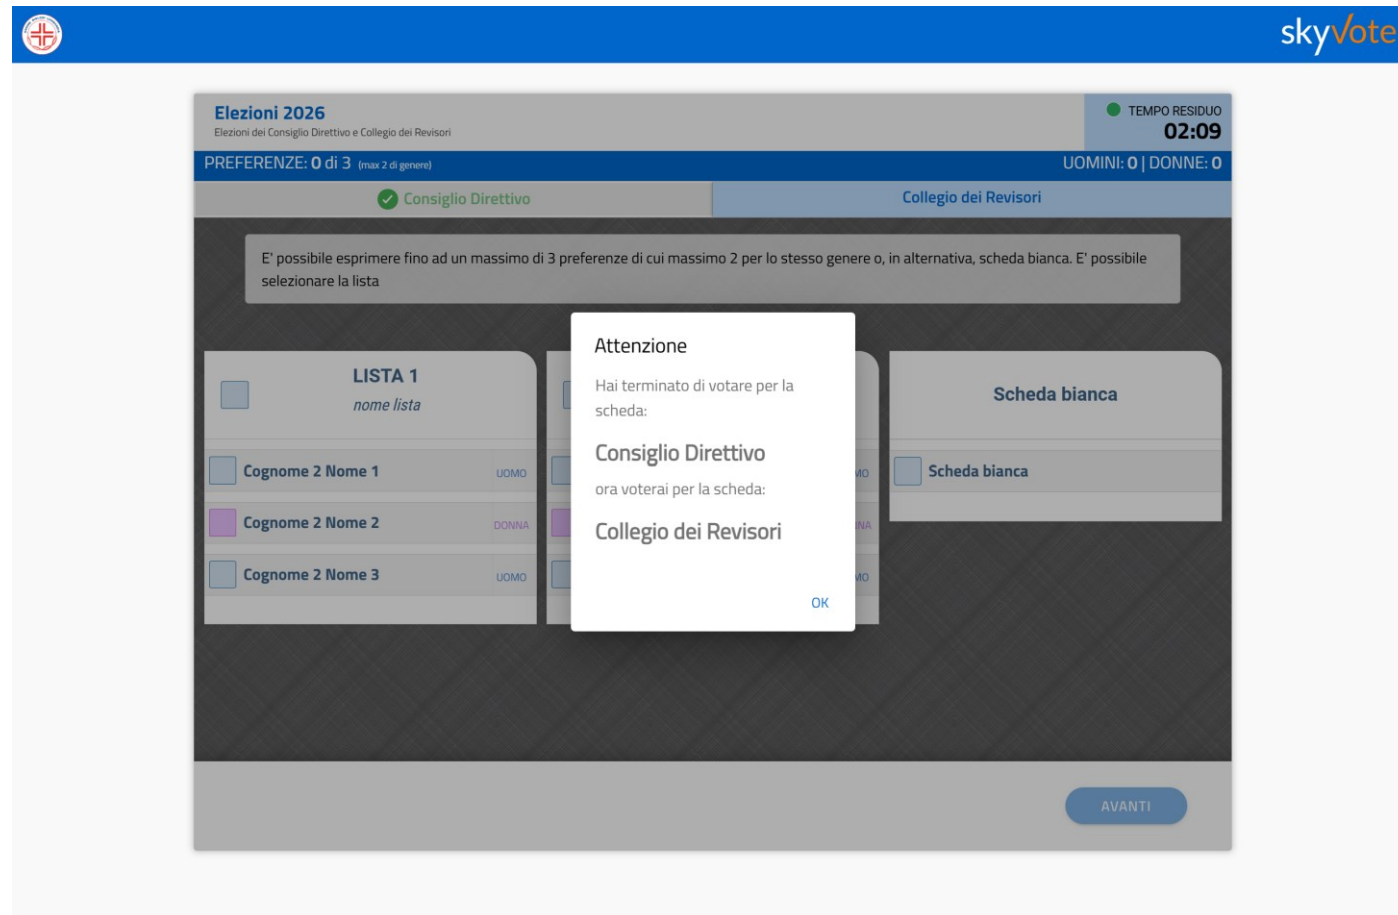 skyvote
Elezioni 2026
Elezioni dei Consiglio Direttivo e Collegio dei Revisori
TEMPO RESIDUO
02:09
PREFERENZE: 0 di 3 (max 2 di genere)
UOMINI: 0 | DONNE: 0
Consiglio Direttivo
Collegio dei Revisori
E' possibile esprimere fino ad un massimo di 3 preferenze di cui massimo 2 per lo stesso genere o, in alternativa, scheda bianca. E' possibile
selezionare la lista
Attenzione
Hai terminato di votare per la
scheda:
Consiglio Direttivo
ora voterai per la scheda:
Collegio dei Revisori
OK
LISTA 1
nome lista
Cognome 2 Nome 1 UOMO
Cognome 2 Nome 2 DONNA
Cognome 2 Nome 3 UOMO
Scheda bianca
Scheda bianca
AVANTI